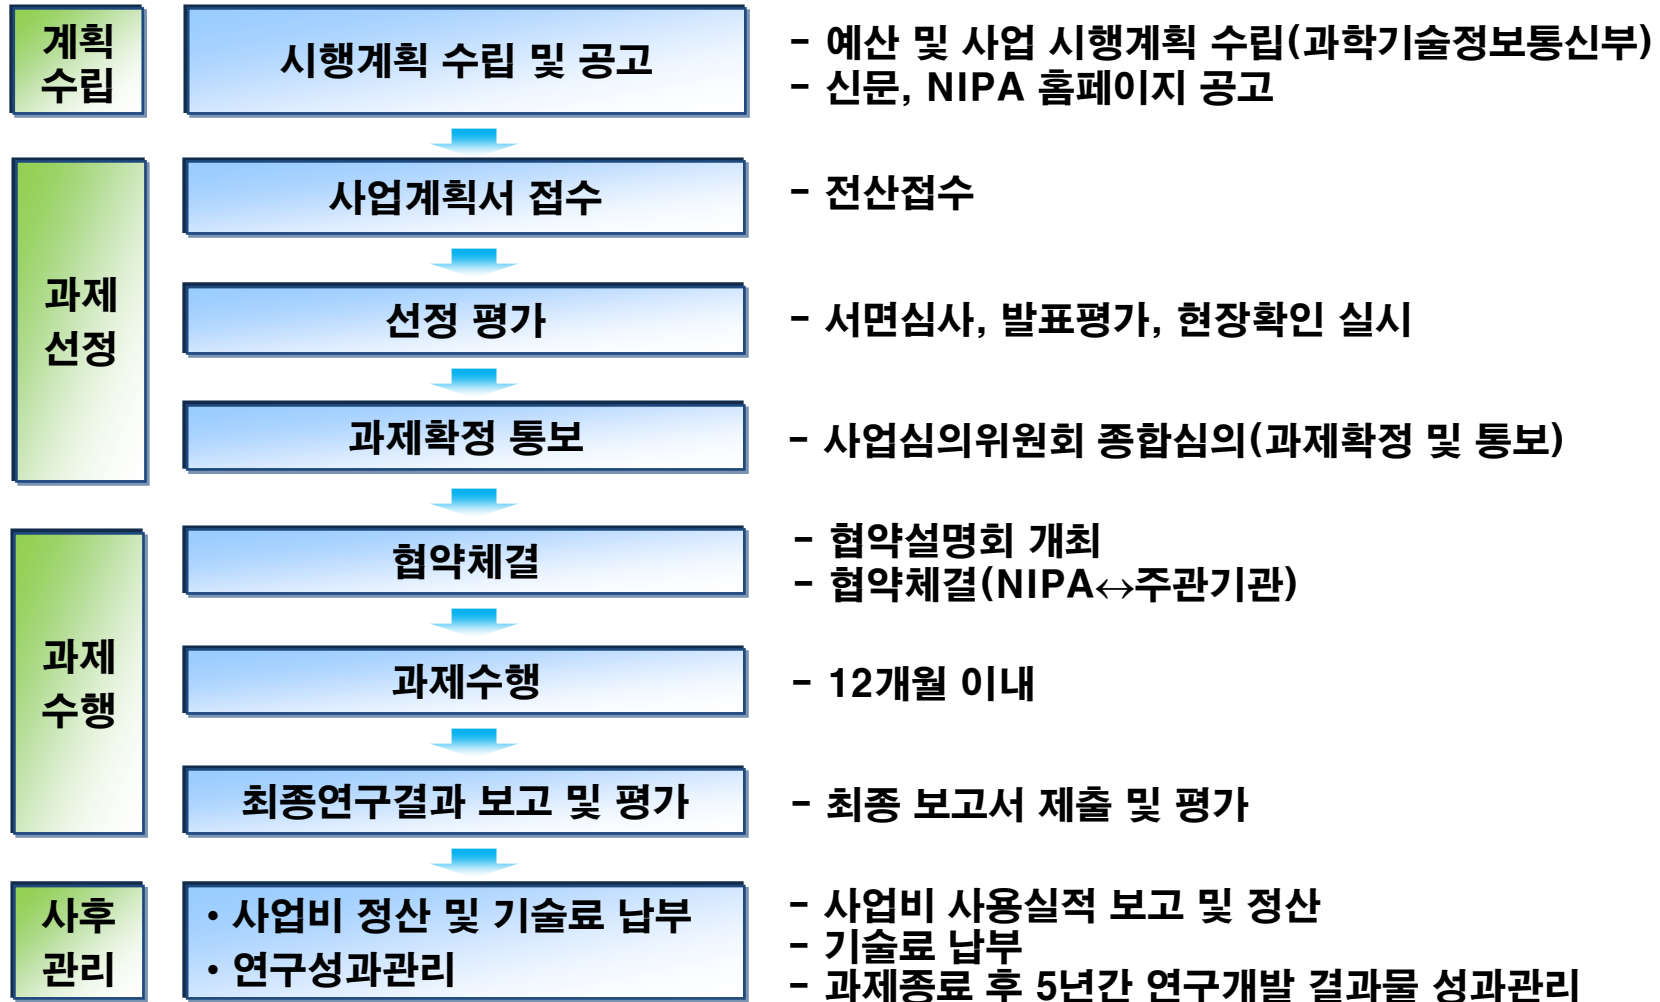 계획
수립
시행계획 수립 및 공고
- 예산 및 사업 시행계획 수립(과학기술정보통신부)
- 신문, NIPA 홈페이지 공고
과제
선정
사업계획서 접수
- 전산접수
선정 평가
- 서면심사, 발표평가, 현장확인 실시
과제확정 통보
- 사업심의위원회 종합심의(과제확정 및 통보)
과제
수행
협약체결
- 협약설명회 개최
- 협약체결(NIPA↔주관기관)
과제수행
- 12개월 이내
최종연구결과 보고 및 평가
- 최종 보고서 제출 및 평가
사후
관리
• 사업비 정산 및 기술료 납부
• 연구성과관리
- 사업비 사용실적 보고 및 정산
- 기술료 납부
- 과제종료 후 5년간 연구개발 결과물 성과관리